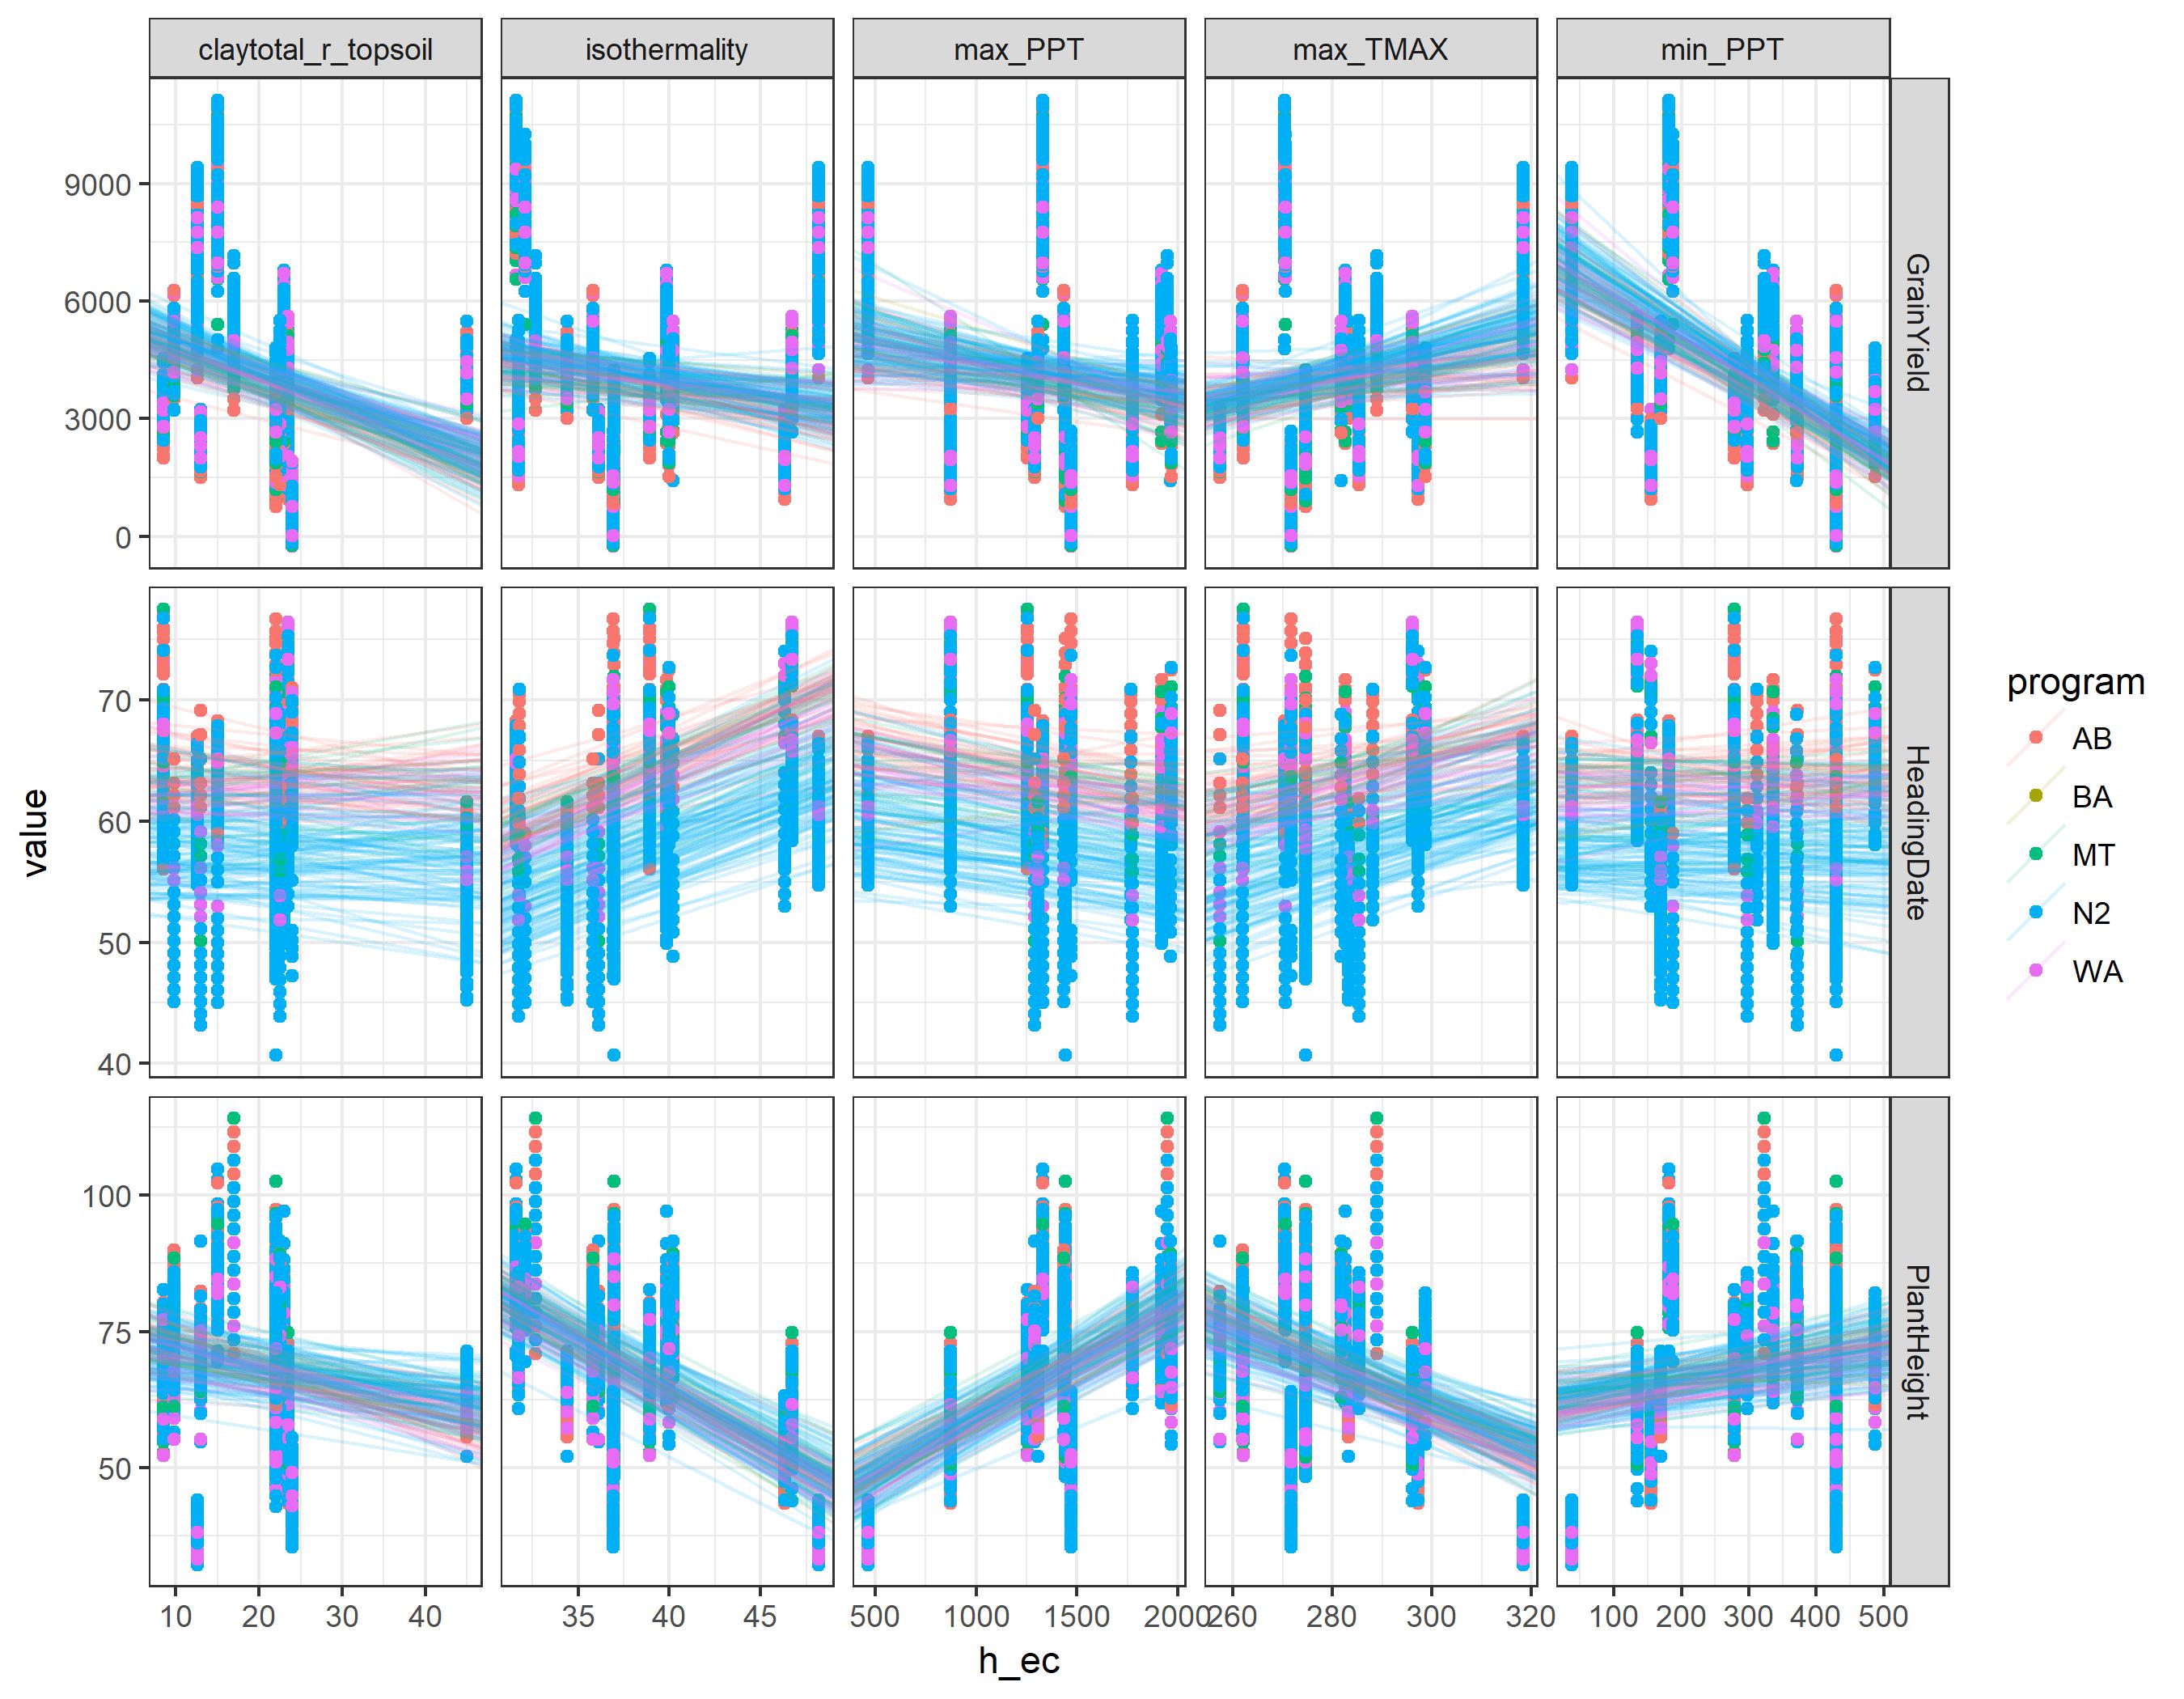 claytotal_r_topsoil isothermality max_PPT max_TMAX min_PPT
9000
6000
3000
0
GrainYield
70
60
50
40
HeadingDate
100
75
50
PlantHeight
10 20 30 40 35 40 45 500 1000 1500 2000 260 280 300 320 100 200 300 400 500
h_ec
value
program
AB
BA
MT
N2
WA